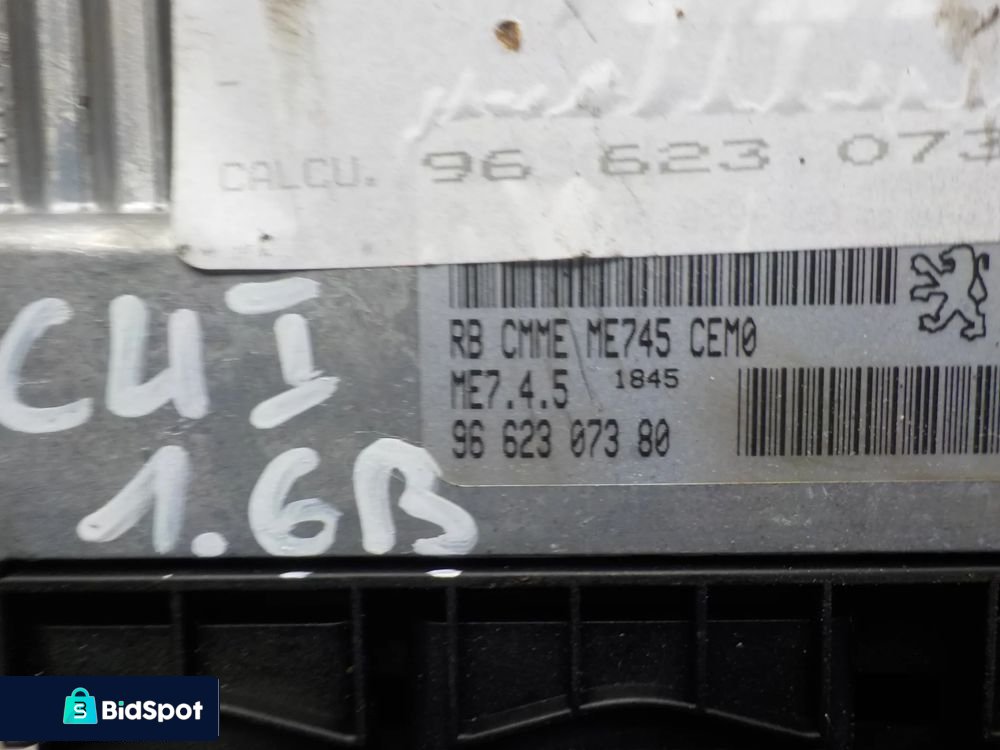 CALCU. 96 623 073
RB CMME ME745 CEM0
ME7.4.5 1845
96 623 073 80
C4 I
1.6B
BidSpot